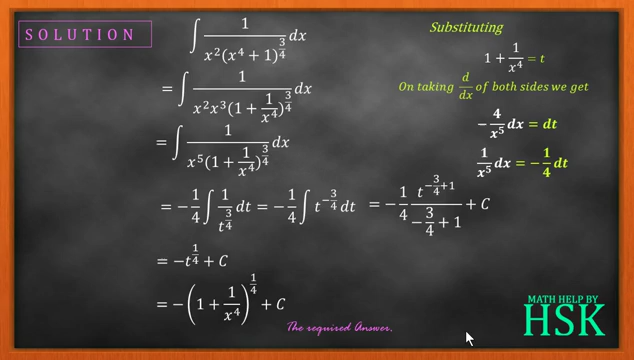 SOLUTION
∫ 1/(x²(x⁴ + 1)^(3/4)) dx
= ∫ 1/(x²x³(1 + 1/x⁴)^(3/4)) dx
= ∫ 1/(x⁵(1 + 1/x⁴)^(3/4)) dx
Substituting
1 + 1/x⁴ = t
On taking d/dx of both sides we get
-4/x⁵ dx = dt
1/x⁵ dx = -1/4 dt
= -1/4 ∫ 1/t^(3/4) dt = -1/4 ∫ t^(-3/4) dt = -1/4 t^(-3/4+1)/(-3/4 + 1) + C
= -t^(1/4) + C
= -(1 + 1/x⁴)^(1/4) + C
The required Answer.
MATH HELP BY
HSK